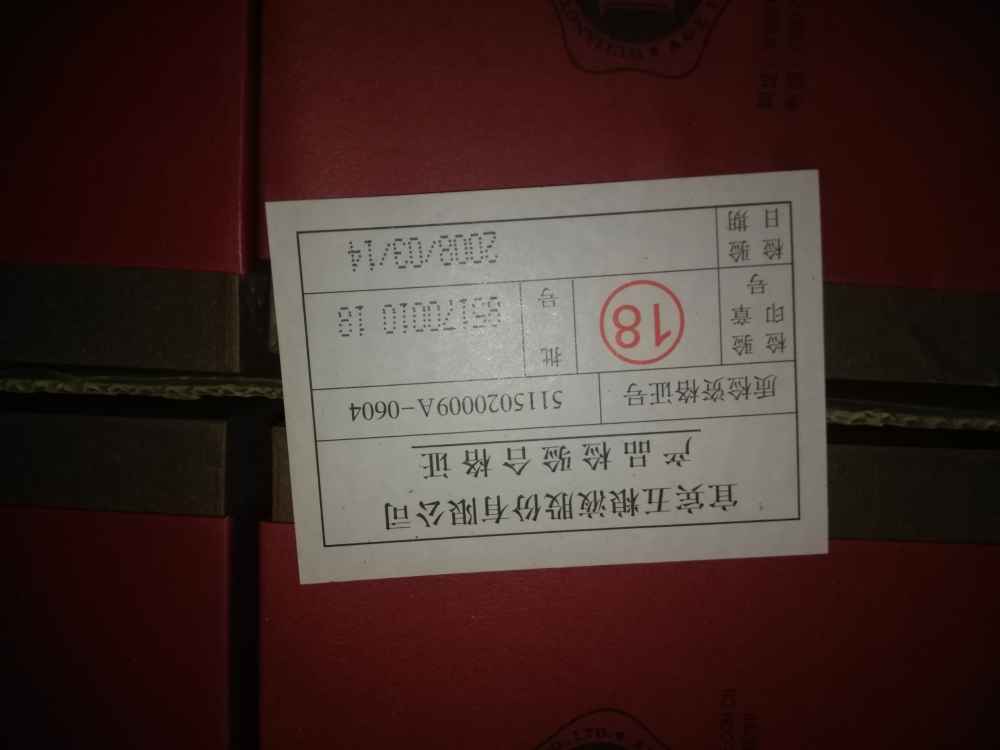 宜宾五粮液股份有限公司
产品检验合格证
质检资格证号 5115020009A-0604
检验印章号 18 批号 85170010 18
检验日期 2008/03/14